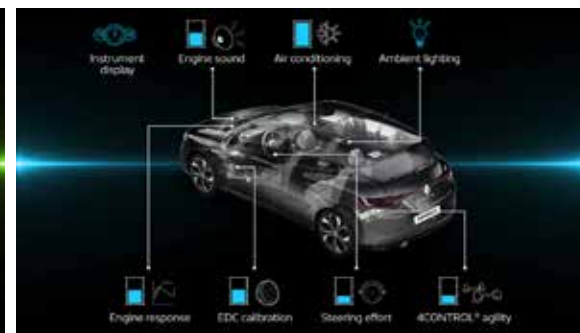 Instrument
display
Engine sound
Air conditioning
Ambient lighting
Engine response
EDC calibration
Steering effort
4CONTROL® agility